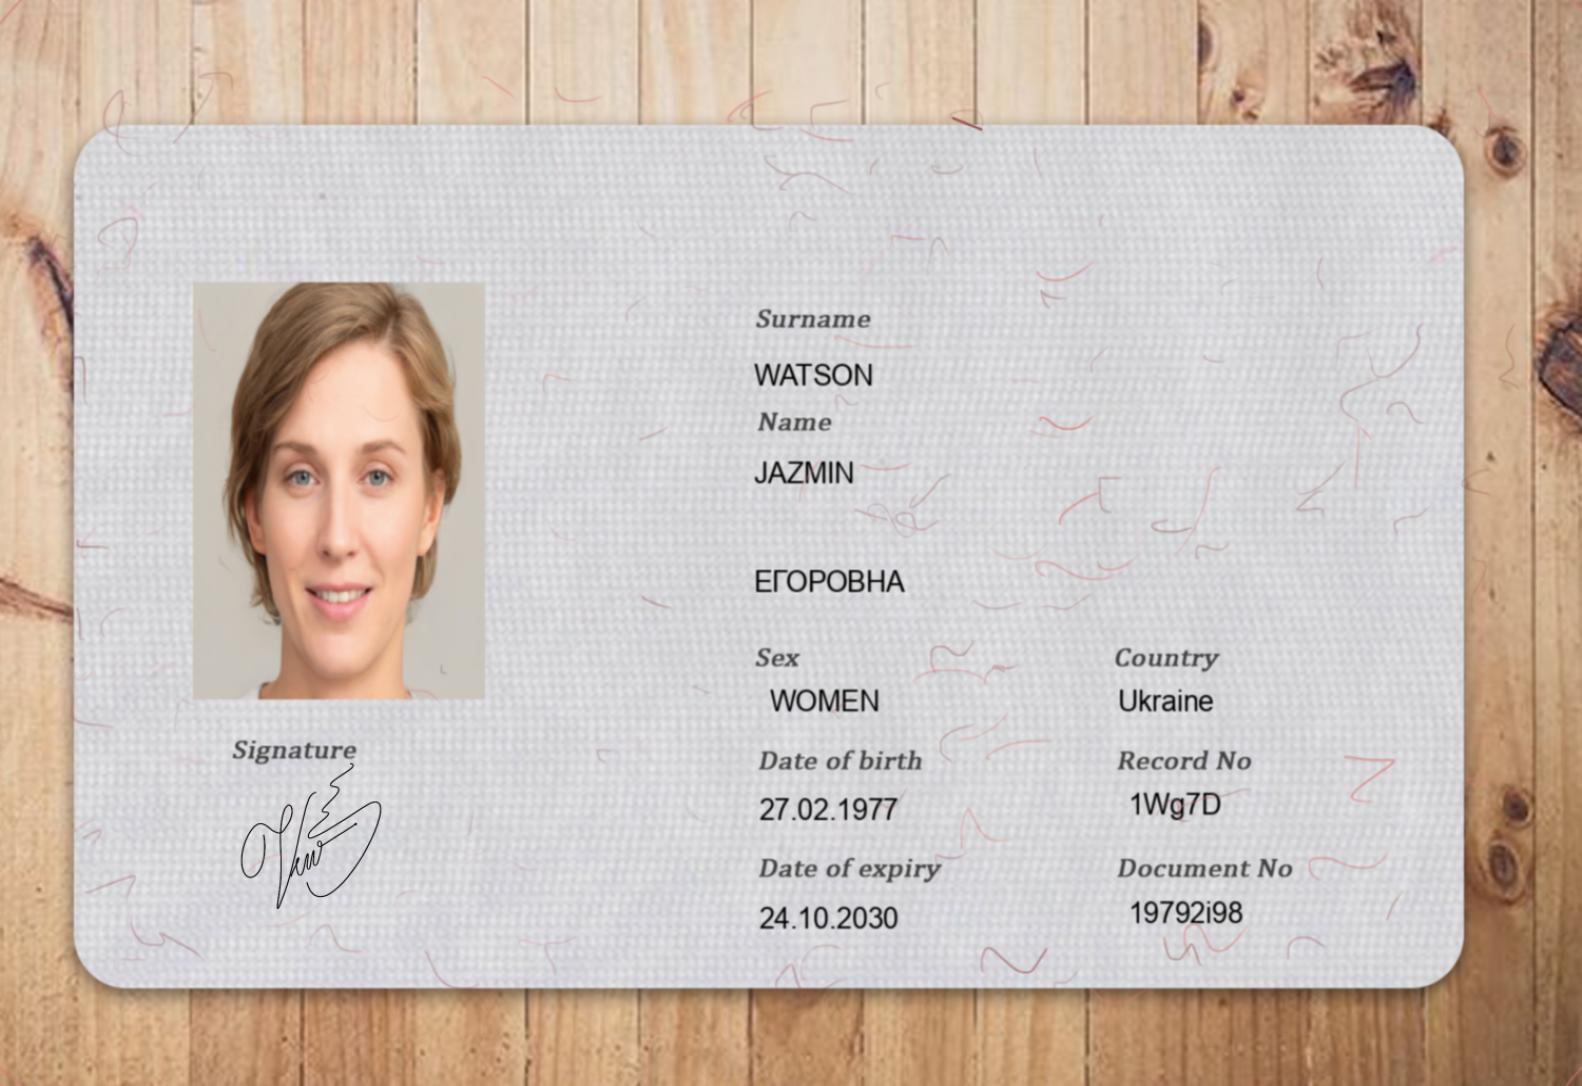 Surname
WATSON
Name
JAZMIN
ЕГОРОВНА
Sex
Country
WOMEN
Ukraine
Date of birth
Record No
27.02.1977
1Wg7D
Date of expiry
Document No
24.10.2030
19792i98
Signature